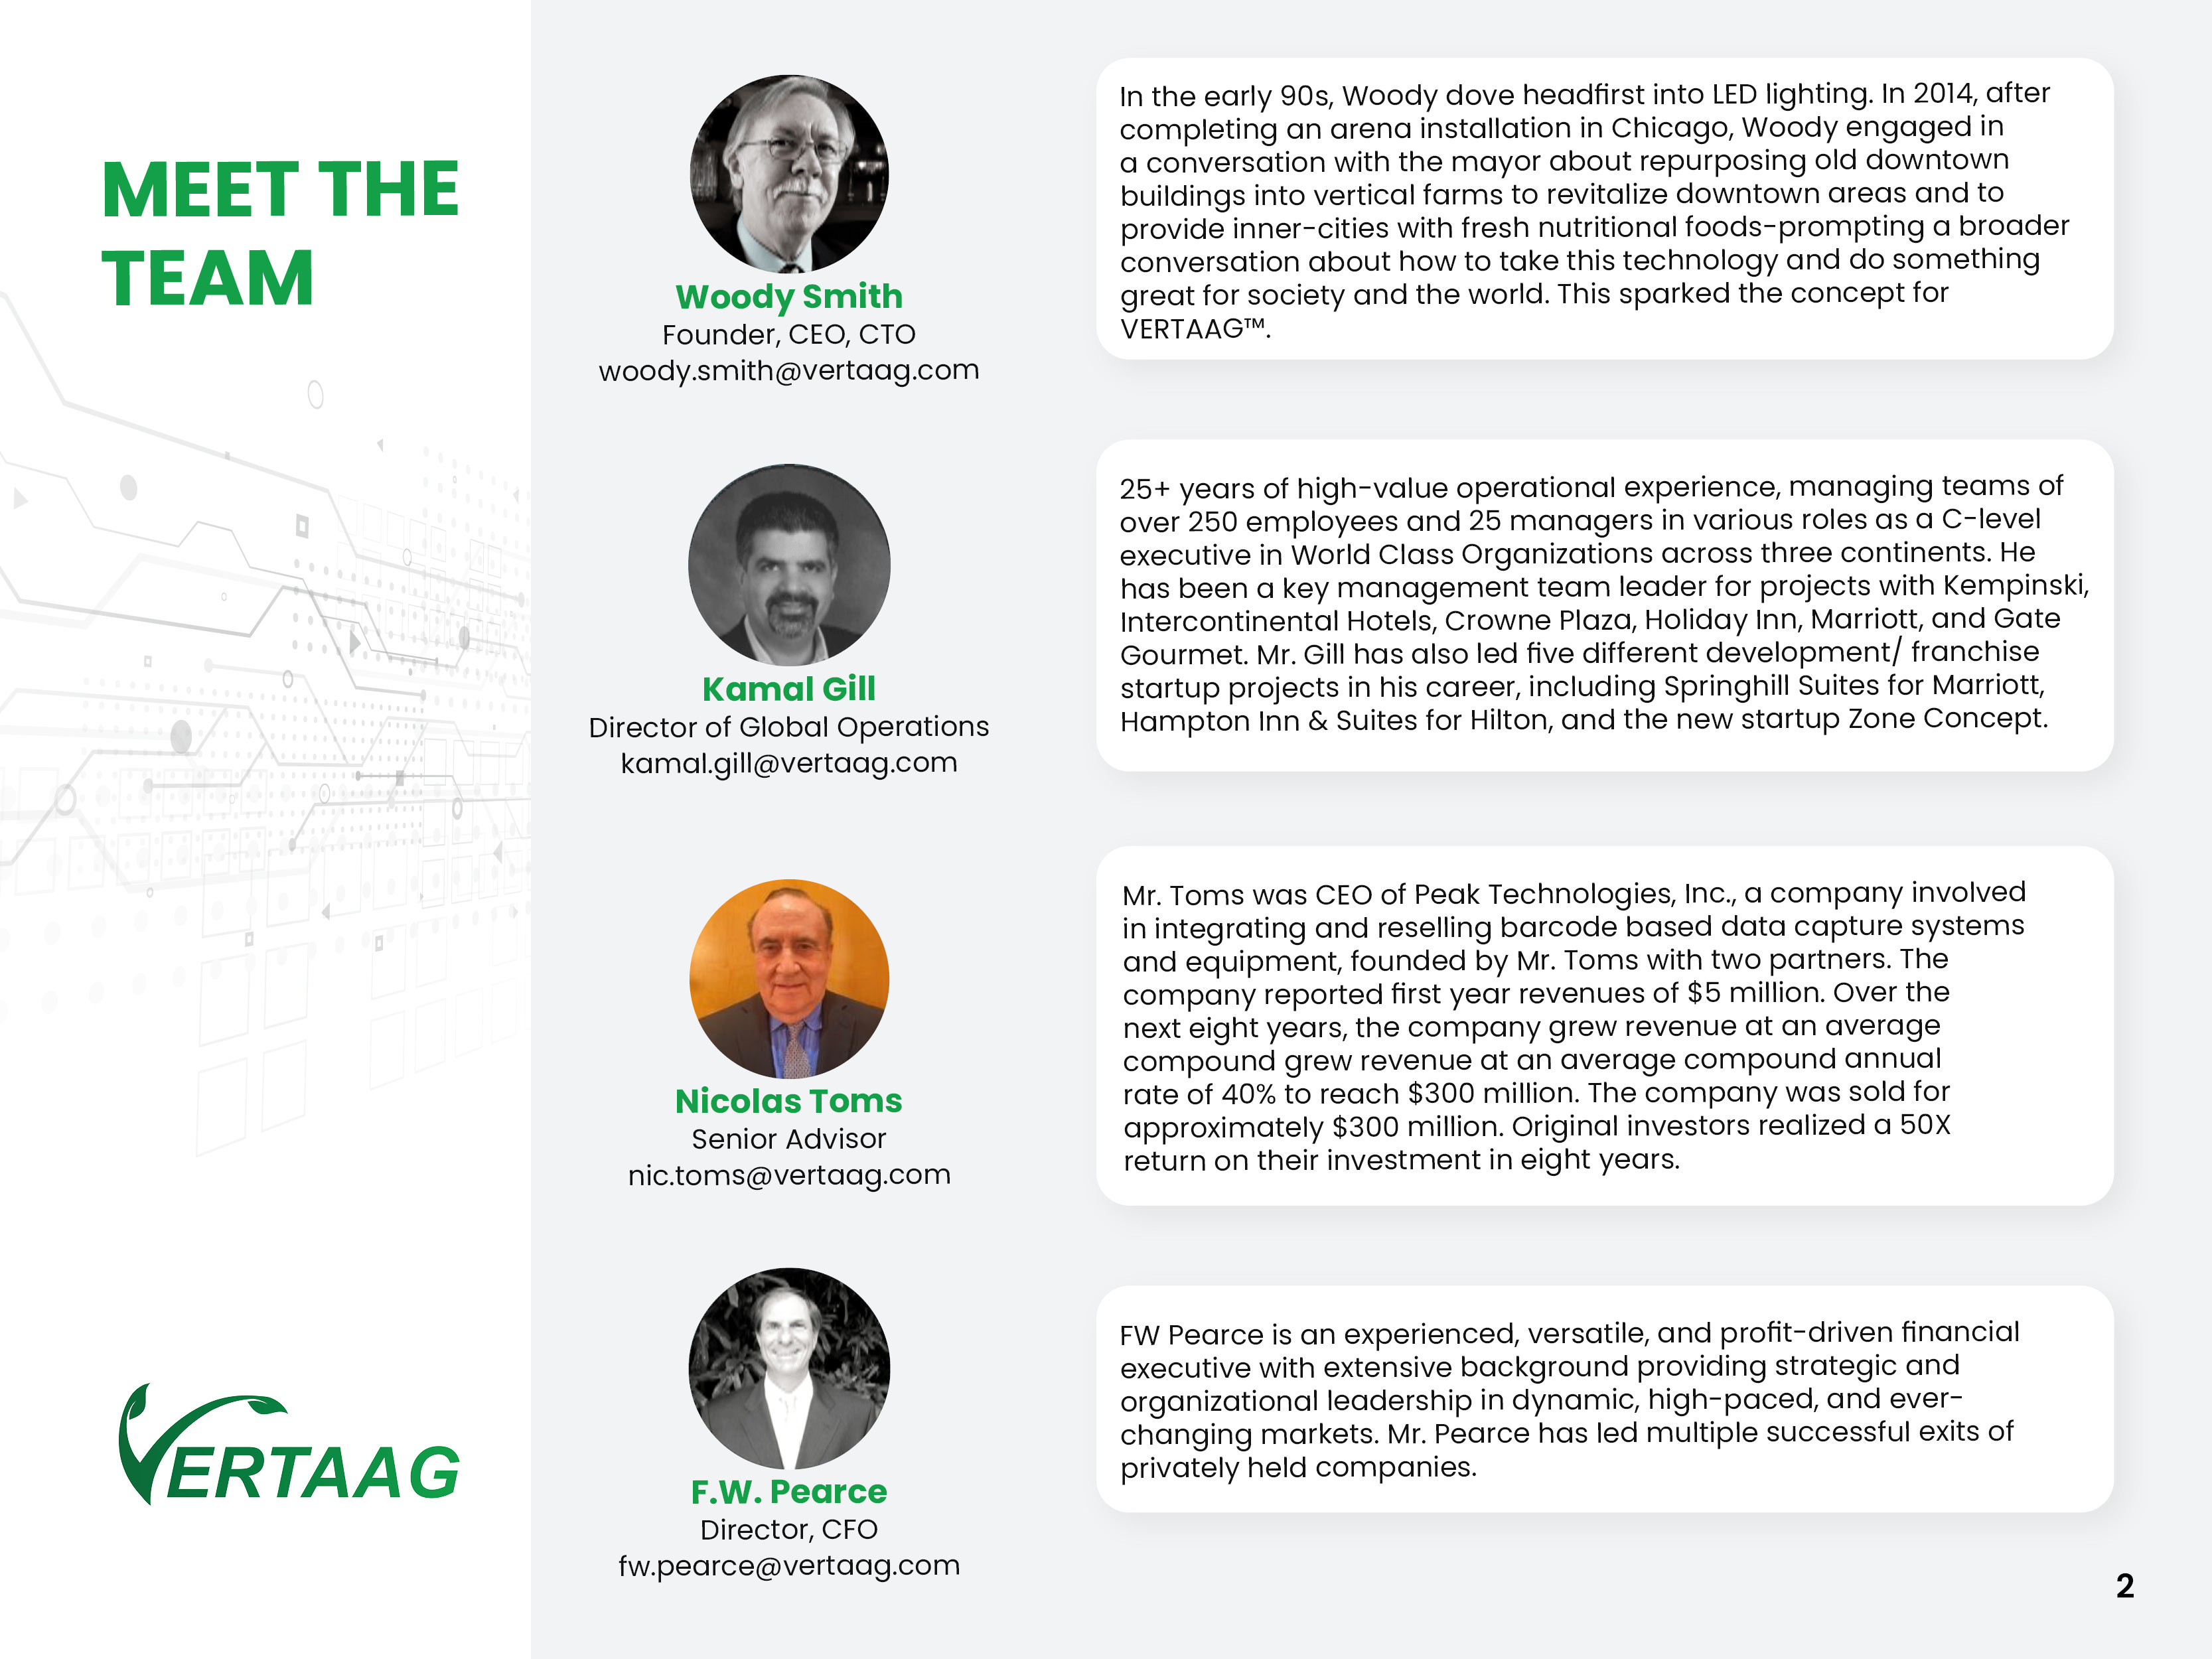 MEET THE
TEAM
Woody Smith
Founder, CEO, CTO
woody.smith@vertaag.com
In the early 90s, Woody dove headfirst into LED lighting. In 2014, after
completing an arena installation in Chicago, Woody engaged in
a conversation with the mayor about repurposing old downtown
buildings into vertical farms to revitalize downtown areas and to
provide inner-cities with fresh nutritional foods-prompting a broader
conversation about how to take this technology and do something
great for society and the world. This sparked the concept for
VERTAAG™.
Kamal Gill
Director of Global Operations
kamal.gill@vertaag.com
25+ years of high-value operational experience, managing teams of
over 250 employees and 25 managers in various roles as a C-level
executive in World Class Organizations across three continents. He
has been a key management team leader for projects with Kempinski,
Intercontinental Hotels, Crowne Plaza, Holiday Inn, Marriott, and Gate
Gourmet. Mr. Gill has also led five different development/ franchise
startup projects in his career, including Springhill Suites for Marriott,
Hampton Inn & Suites for Hilton, and the new startup Zone Concept.
Nicolas Toms
Senior Advisor
nic.toms@vertaag.com
Mr. Toms was CEO of Peak Technologies, Inc., a company involved
in integrating and reselling barcode based data capture systems
and equipment, founded by Mr. Toms with two partners. The
company reported first year revenues of $5 million. Over the
next eight years, the company grew revenue at an average
compound grew revenue at an average compound annual
rate of 40% to reach $300 million. The company was sold for
approximately $300 million. Original investors realized a 50X
return on their investment in eight years.
F.W. Pearce
Director, CFO
fw.pearce@vertaag.com
FW Pearce is an experienced, versatile, and profit-driven financial
executive with extensive background providing strategic and
organizational leadership in dynamic, high-paced, and ever-
changing markets. Mr. Pearce has led multiple successful exits of
privately held companies.
VERTAAG
2